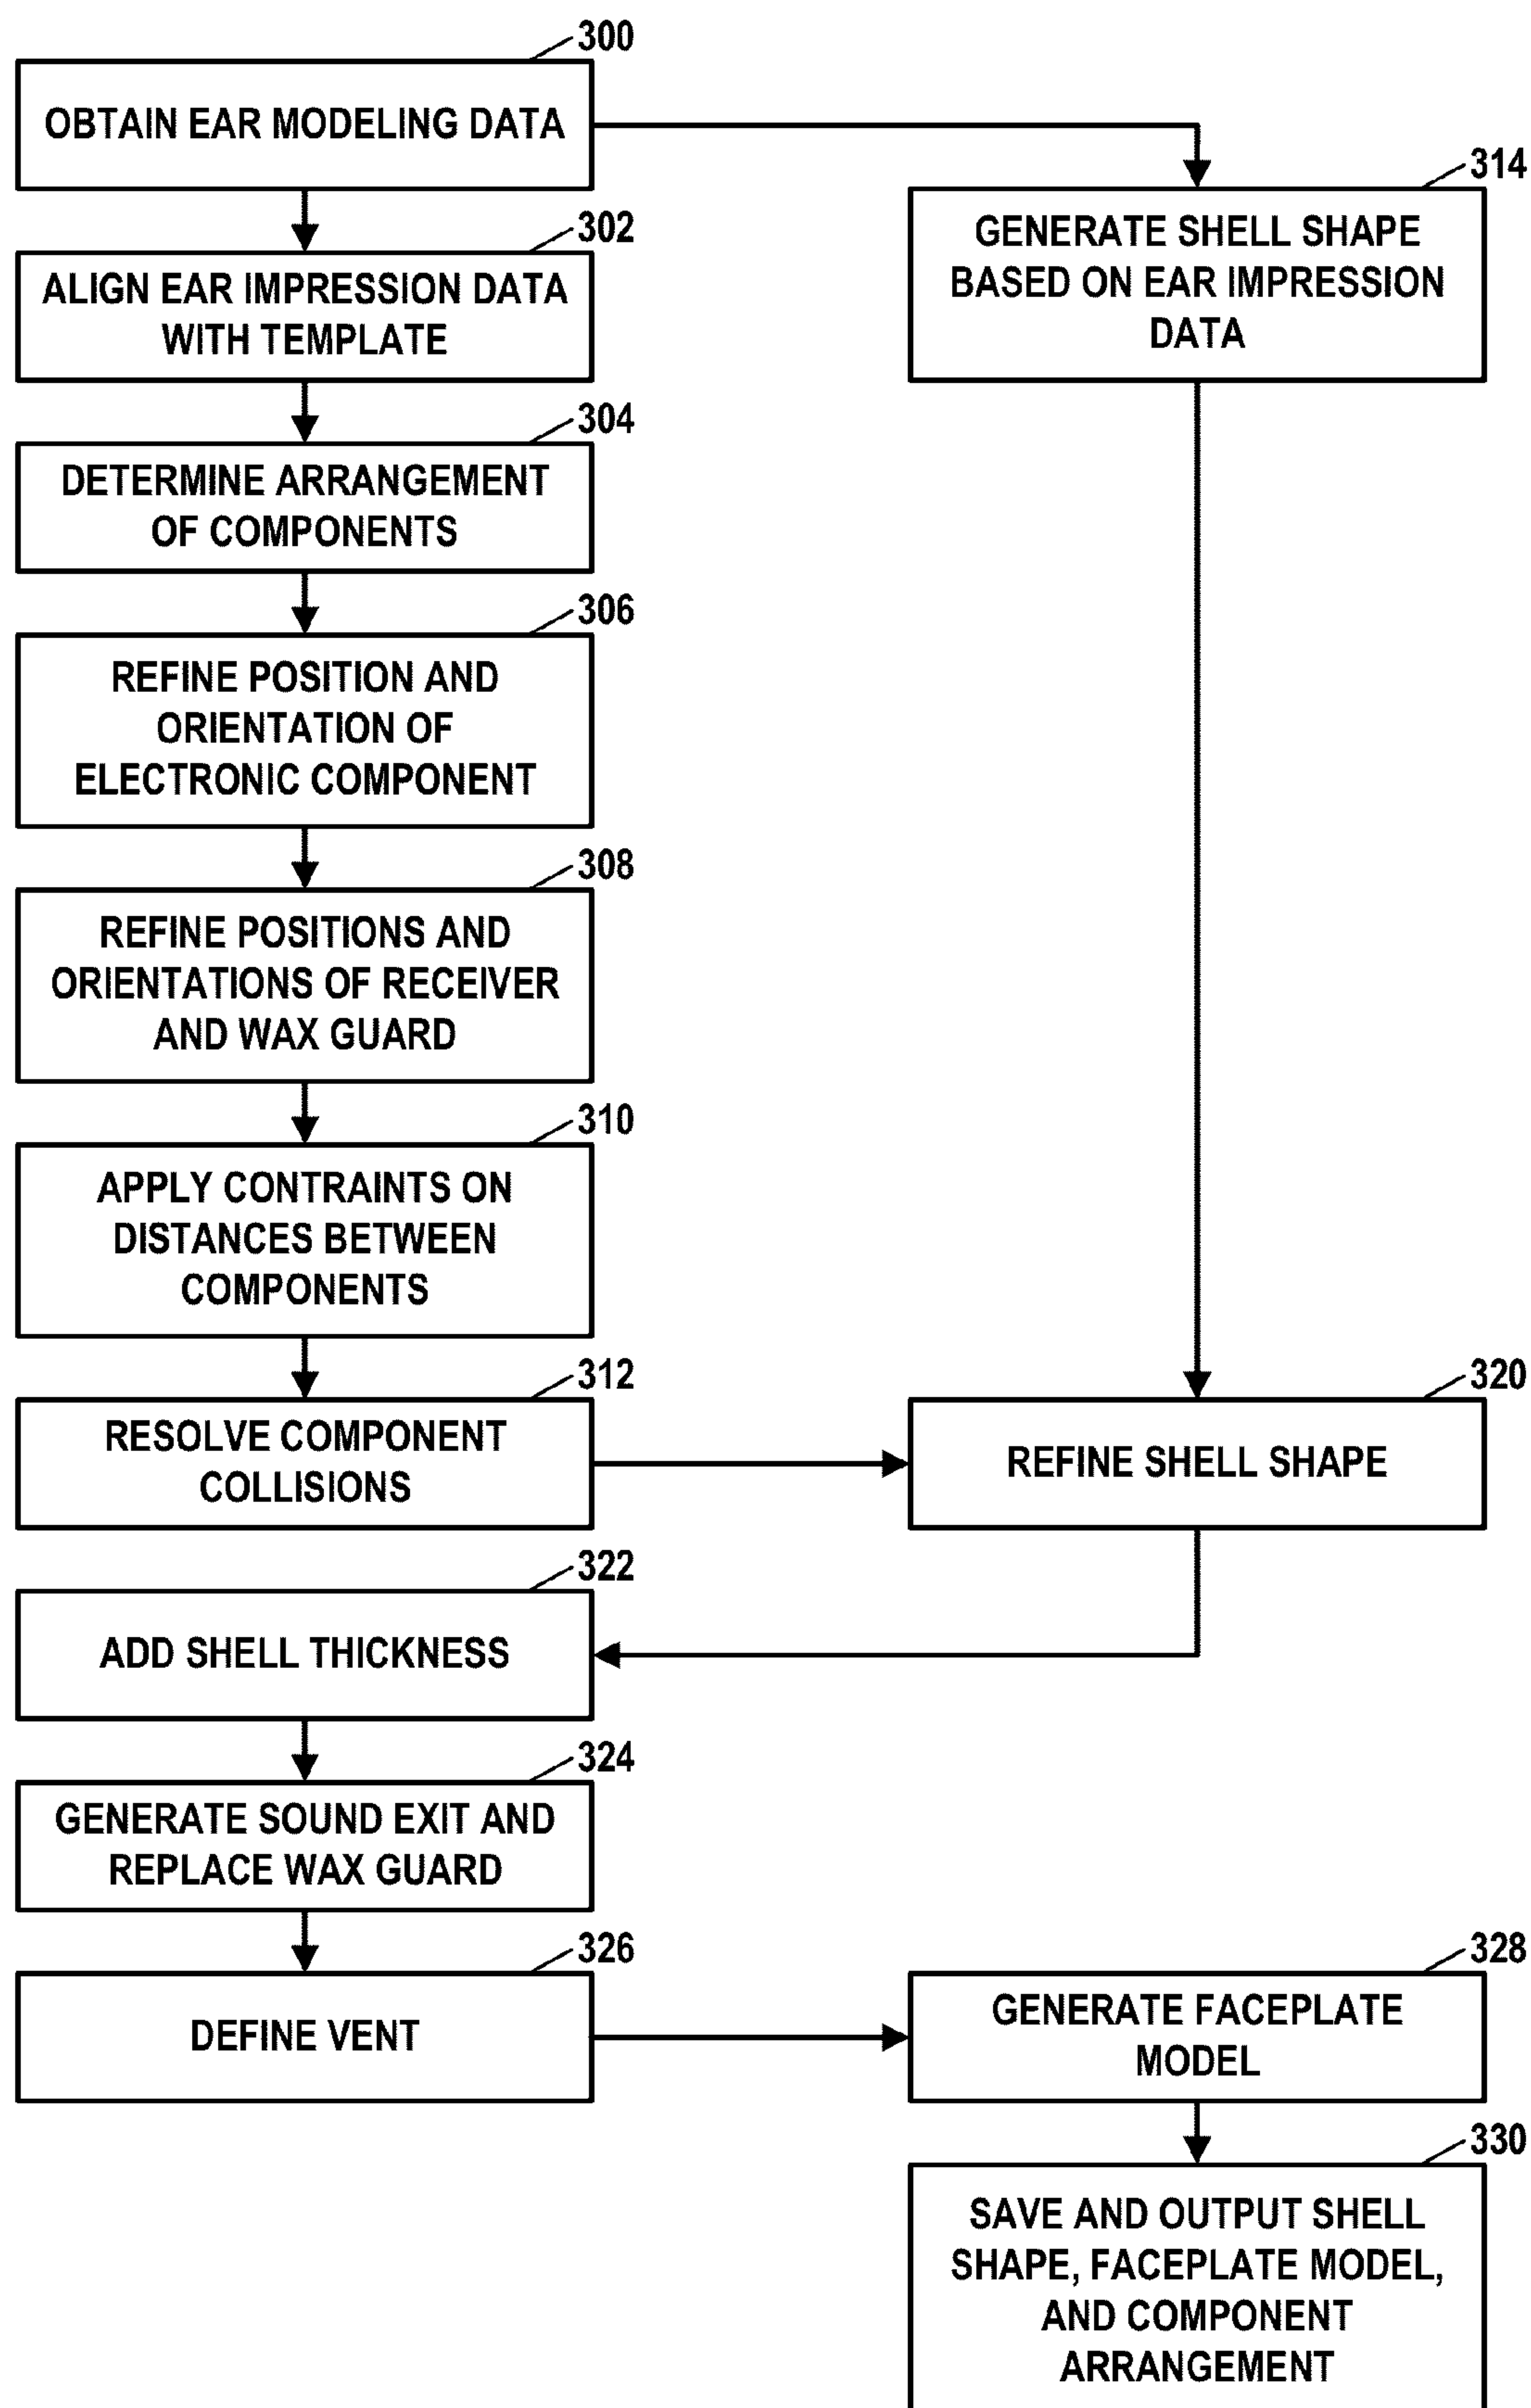 300
OBTAIN EAR MODELING DATA
302
ALIGN EAR IMPRESSION DATA
WITH TEMPLATE
304
DETERMINE ARRANGEMENT
OF COMPONENTS
306
REFINE POSITION AND
ORIENTATION OF
ELECTRONIC COMPONENT
308
REFINE POSITIONS AND
ORIENTATIONS OF RECEIVER
AND WAX GUARD
310
APPLY CONTRAINTS ON
DISTANCES BETWEEN
COMPONENTS
312
RESOLVE COMPONENT
COLLISIONS
314
GENERATE SHELL SHAPE
BASED ON EAR IMPRESSION
DATA
320
REFINE SHELL SHAPE
322
ADD SHELL THICKNESS
324
GENERATE SOUND EXIT AND
REPLACE WAX GUARD
326
DEFINE VENT
328
GENERATE FACEPLATE
MODEL
330
SAVE AND OUTPUT SHELL
SHAPE, FACEPLATE MODEL,
AND COMPONENT
ARRANGEMENT